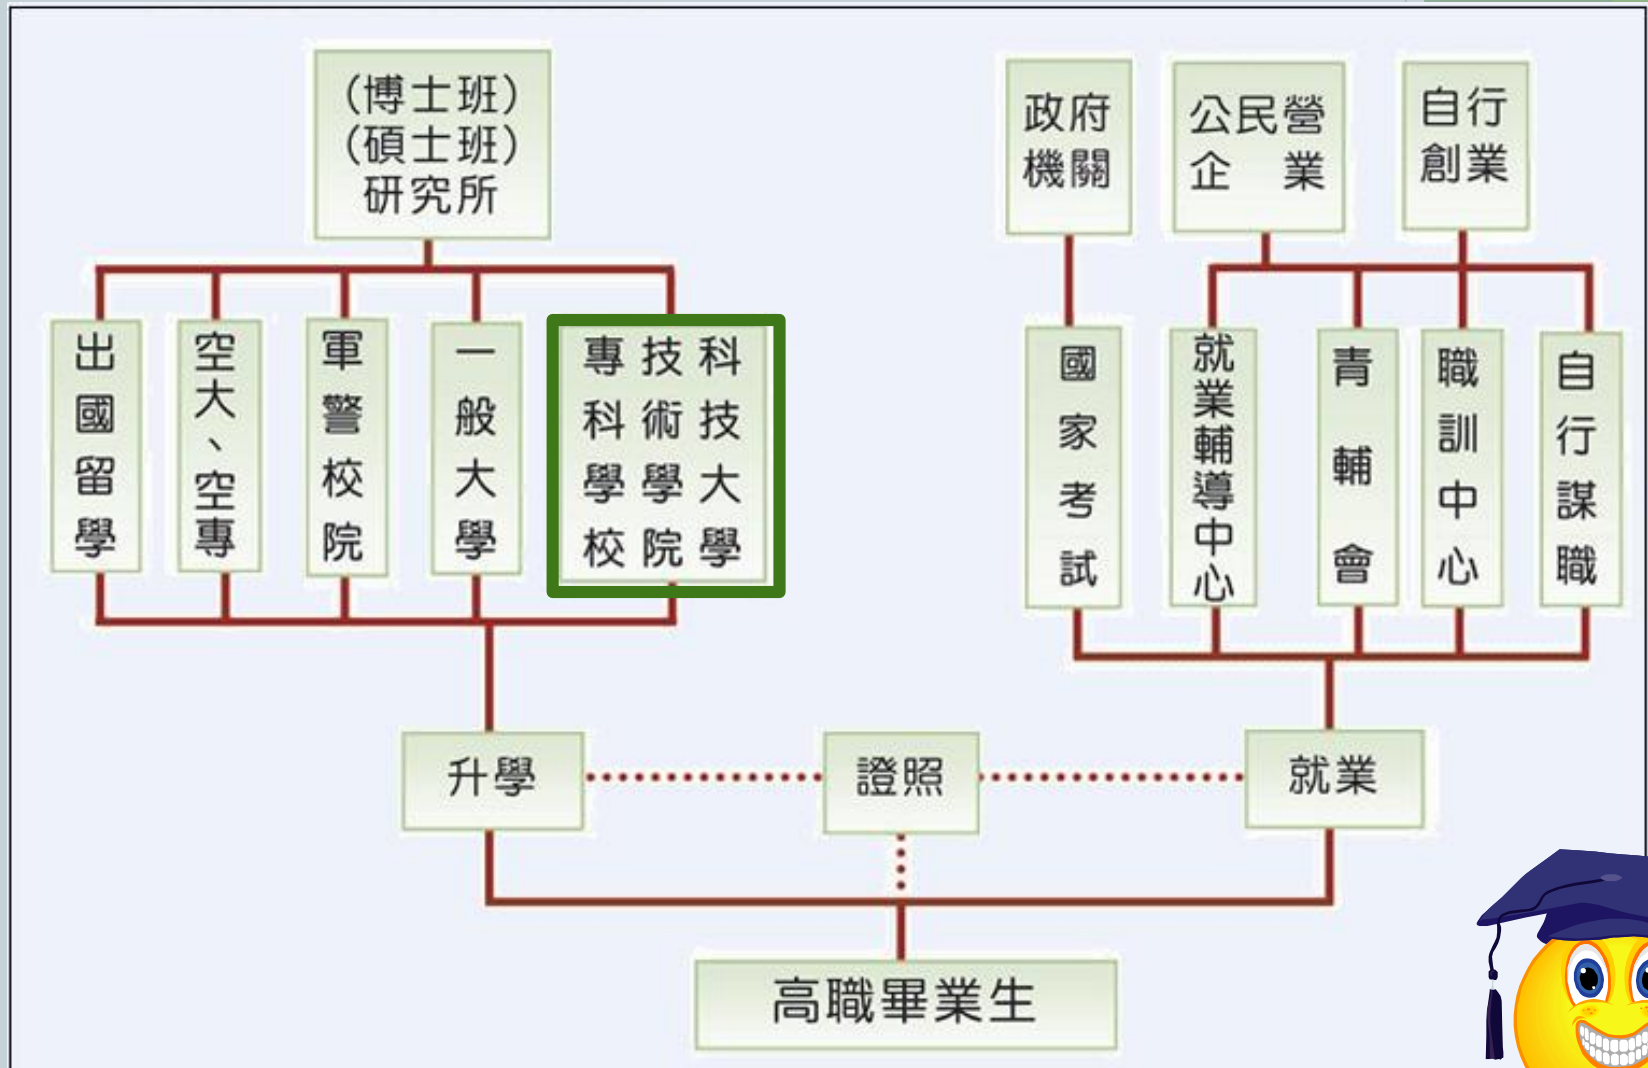 (博士班)
(碩士班)
研究所
政府
機關
公民營
企　業
自行
創業
出國留學
空大、空專
軍警校院
一般大學
科技大學
技術學院
專科學校
國家考試
就業輔導中心
青輔會
職訓中心
自行謀職
升學
證照
就業
高職畢業生